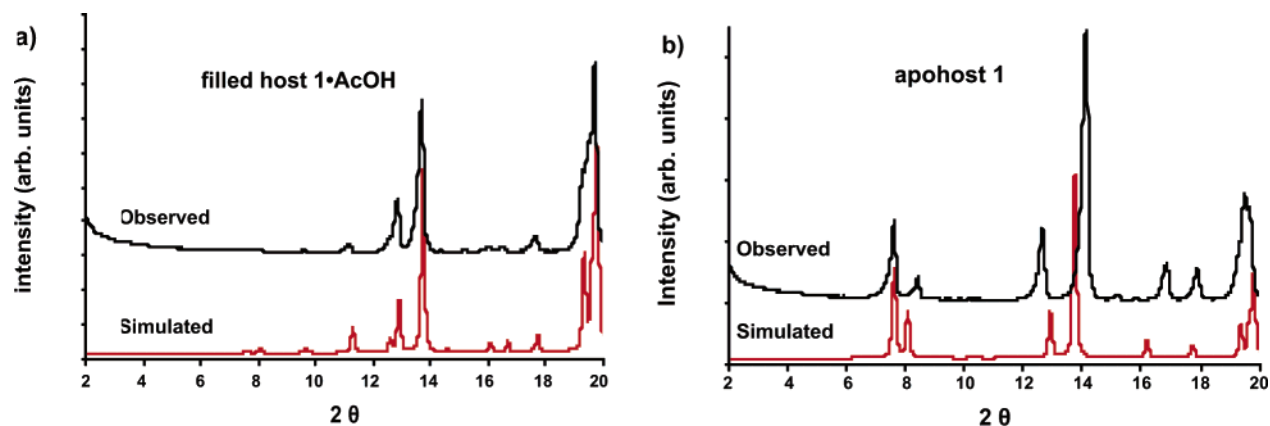 a)
filled host 1•AcOH
intensity (arb. units)
Observed
Simulated
2 4 6 8 10 12 14 16 18 20
2 θ
b)
apohost 1
Intensity (arb. units)
Observed
Simulated
2 4 6 8 10 12 14 16 18 20
2 θ